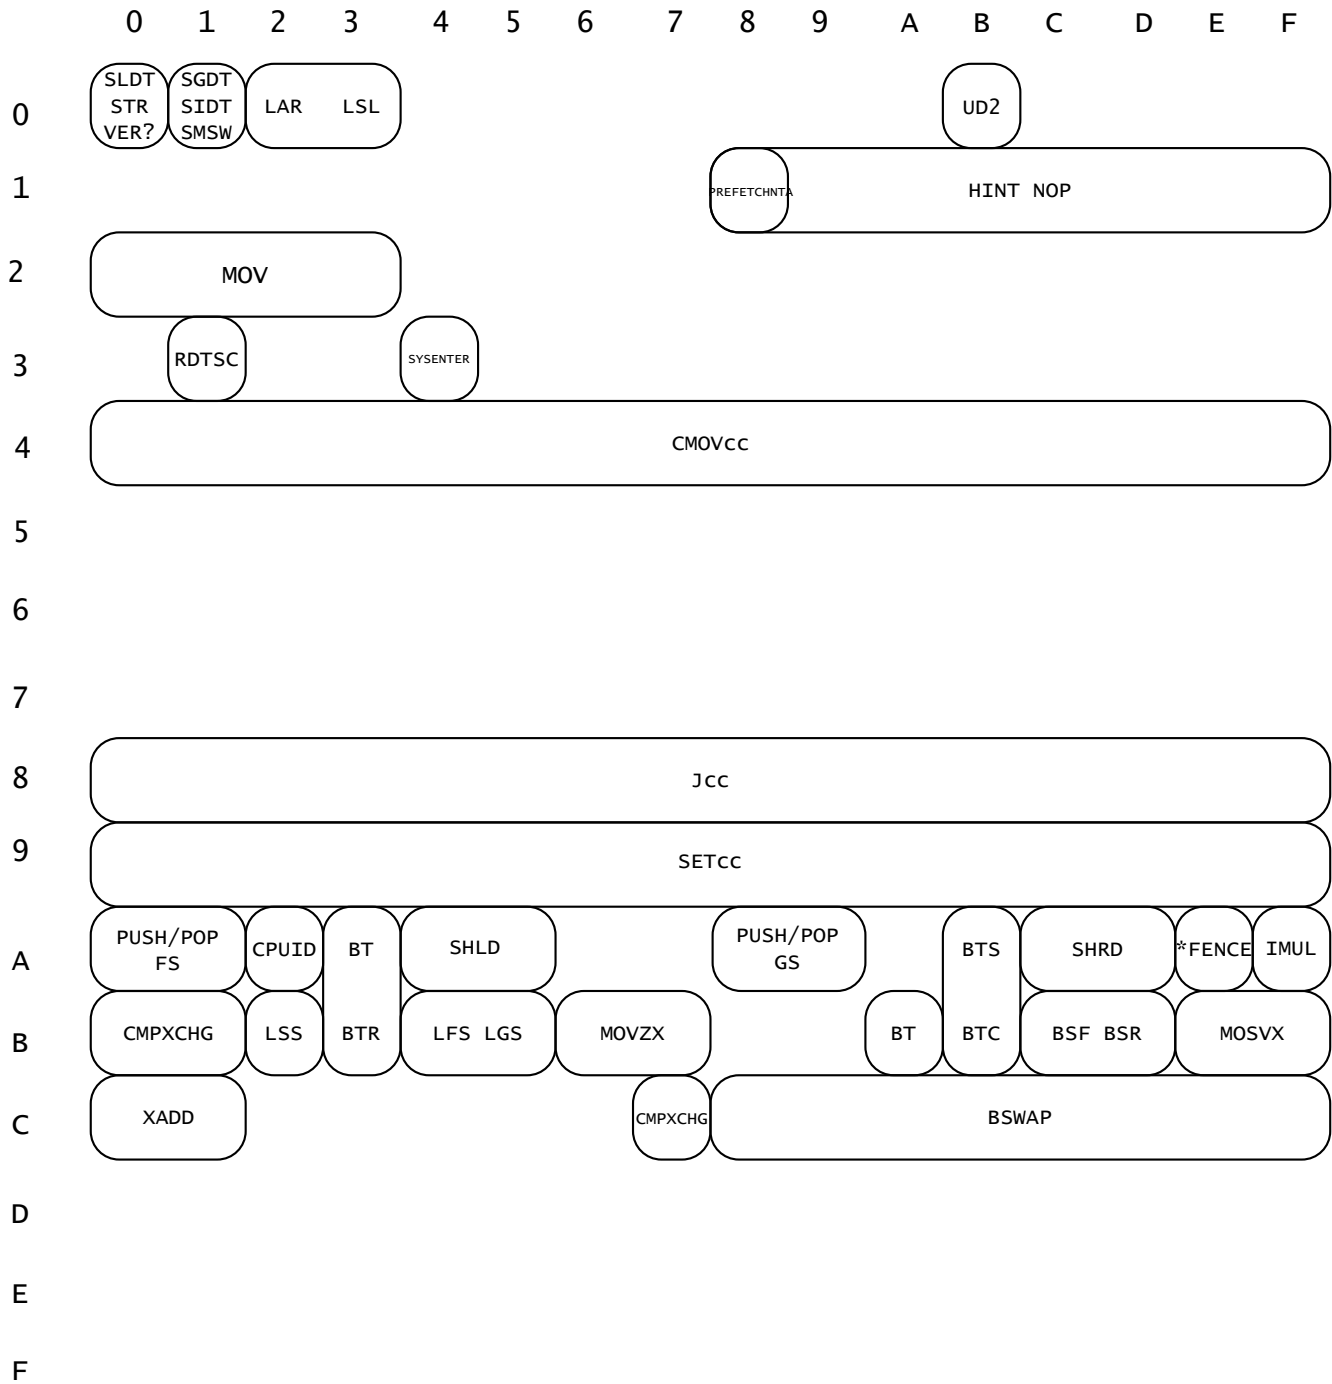 0 1 2 3 4 5 6 7 8 9 A B C D E F
SLDT SGDT
0 STR SIDT LAR LSL UD2
VER? SMSW
1 PREFETCHNTA HINT NOP
2 MOV
3 RDTSC SYSENTER
4 CMOVcc
5
6
7
8 Jcc
9 SETcc
PUSH/POP PUSH/POP
A FS CPUID BT SHLD GS BTS SHRD *FENCE IMUL
B CMPXCHG LSS BTR LFS LGS MOVZX BT BTC BSF BSR MOSVX
C XADD CMPXCHG BSWAP
D
E
F